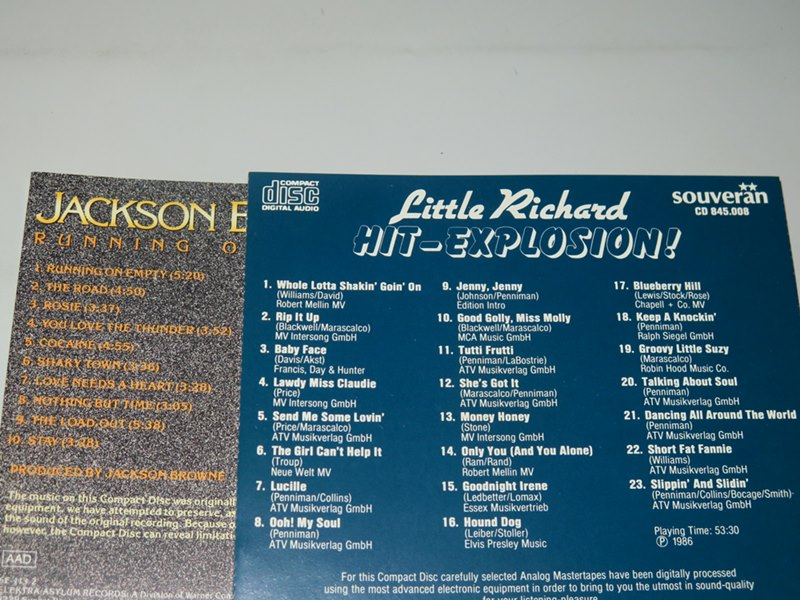 JACKSON
RUNNING O
1. RUNNING ON EMPTY (5:20)
2. THE ROAD (4:50)
3. ROSIE (3:37)
4. YOU LOVE THE THUNDER (3:52)
5. COCAINE (4:55)
6. SHAKY TOWN (3:36)
7. LOVE NEEDS A HEART (3:28)
8. NOTHING BUT TIME (3:05)
9. THE LOAD OUT (5:38)
10. STAY (3:28)
PRODUCED BY JACKSON BROWNE
The music on this Compact Disc was original
equipment. we have attempted to preserve, as
the sound of the original recording. Because o
however, the Compact Disc can reveal limitati
AAD
ELEKTRA/ASYLUM RECORDS: A Division of Warner Com
COMPACT
disc
DIGITAL AUDIO
Little Richard
HIT-EXPLOSION!
souverän
CD 845.008
1. Whole Lotta Shakin' Goin' On
(Williams/David)
Robert Mellin MV
2. Rip It Up
(Blackwell/Marascalco)
MV Intersong GmbH
3. Baby Face
(Davis/Akst)
Francis, Day & Hunter
4. Lawdy Miss Claudie
(Price)
MV Intersong GmbH
5. Send Me Some Lovin'
(Price/Marascalco)
ATV Musikverlag GmbH
6. The Girl Can't Help It
(Troup)
Neue Welt MV
7. Lucille
(Penniman/Collins)
ATV Musikverlag GmbH
8. Ooh! My Soul
(Penniman)
ATV Musikverlag GmbH
9. Jenny, Jenny
(Johnson/Penniman)
Edition Intro
10. Good Golly, Miss Molly
(Blackwell/Marascalco)
MCA Music GmbH
11. Tutti Frutti
(Penniman/LaBostrie)
ATV Musikverlag GmbH
12. She's Got It
(Marascalco/Penniman)
ATV Musikverlag GmbH
13. Money Honey
(Stone)
MV Intersong GmbH
14. Only You (And You Alone)
(Ram/Rand)
Robert Mellin MV
15. Goodnight Irene
(Ledbetter/Lomax)
Essex Musikvertrieb
16. Hound Dog
(Leiber/Stoller)
Elvis Presley Music
17. Blueberry Hill
(Lewis/Stock/Rose)
Chapell + Co. MV
18. Keep A Knockin'
(Penniman)
Ralph Siegel GmbH
19. Groovy Little Suzy
(Marascalco)
Robin Hood Music Co.
20. Talking About Soul
(Penniman)
ATV Musikverlag GmbH
21. Dancing All Around The World
(Penniman)
ATV Musikverlag GmbH
22. Short Fat Fannie
(Williams)
ATV Musikverlag GmbH
23. Slippin' And Slidin'
(Penniman/Collins/Bocage/Smith)
ATV Musikverlag GmbH
Playing Time: 53:30
Ⓟ 1986
For this Compact Disc carefully selected Analog Mastertapes have been digitally processed
using the most advanced electronic equipment in order to bring to you the utmost in sound-quality
for your listening pleasure